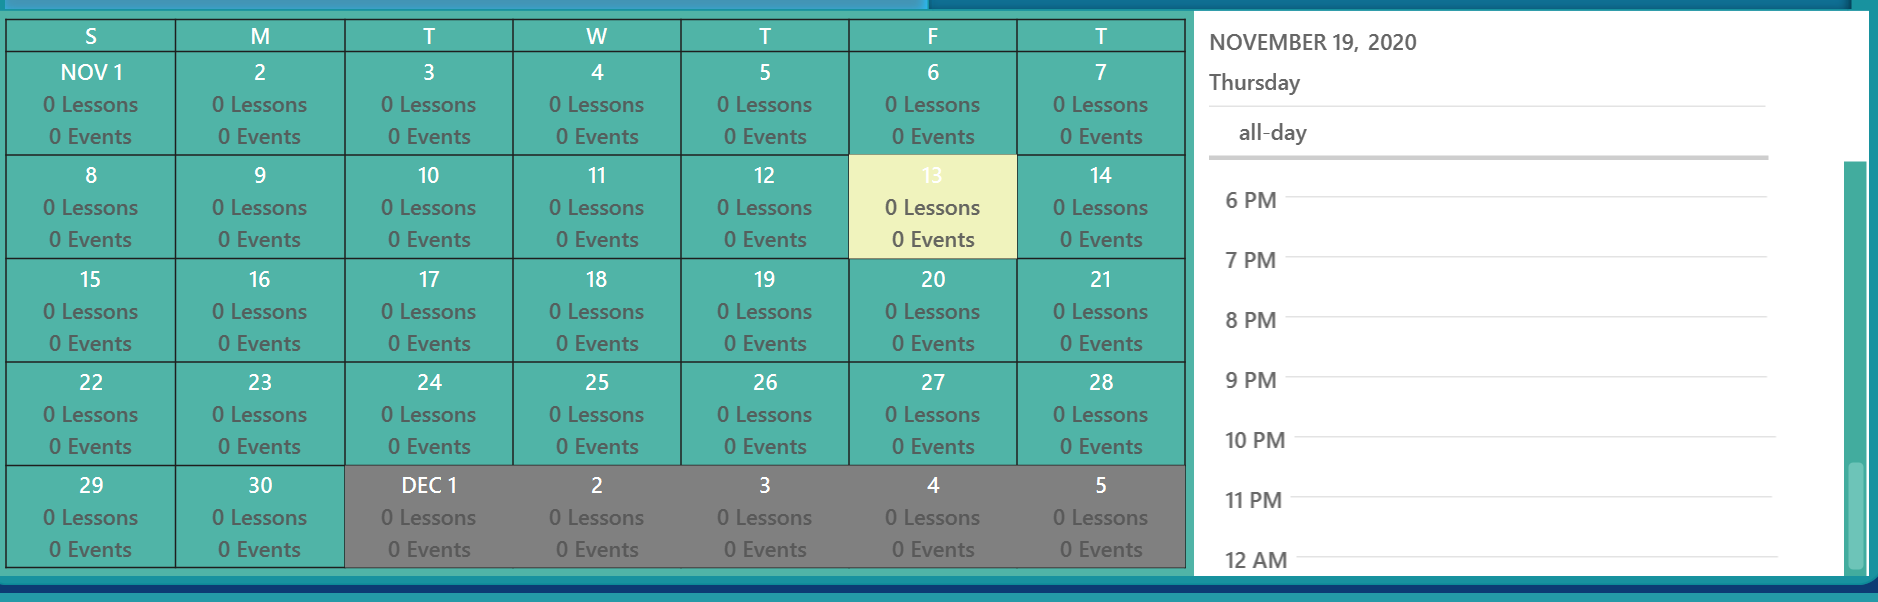 S M T W T F T
NOV 1 2 3 4 5 6 7
0 Lessons 0 Lessons 0 Lessons 0 Lessons 0 Lessons 0 Lessons 0 Lessons
0 Events 0 Events 0 Events 0 Events 0 Events 0 Events 0 Events
8 9 10 11 12 13 14
0 Lessons 0 Lessons 0 Lessons 0 Lessons 0 Lessons 0 Lessons 0 Lessons
0 Events 0 Events 0 Events 0 Events 0 Events 0 Events 0 Events
15 16 17 18 19 20 21
0 Lessons 0 Lessons 0 Lessons 0 Lessons 0 Lessons 0 Lessons 0 Lessons
0 Events 0 Events 0 Events 0 Events 0 Events 0 Events 0 Events
22 23 24 25 26 27 28
0 Lessons 0 Lessons 0 Lessons 0 Lessons 0 Lessons 0 Lessons 0 Lessons
0 Events 0 Events 0 Events 0 Events 0 Events 0 Events 0 Events
29 30 DEC 1 2 3 4 5
0 Lessons 0 Lessons 0 Lessons 0 Lessons 0 Lessons 0 Lessons 0 Lessons
0 Events 0 Events 0 Events 0 Events 0 Events 0 Events 0 Events
NOVEMBER 19, 2020
Thursday
all-day
6 PM
7 PM
8 PM
9 PM
10 PM
11 PM
12 AM